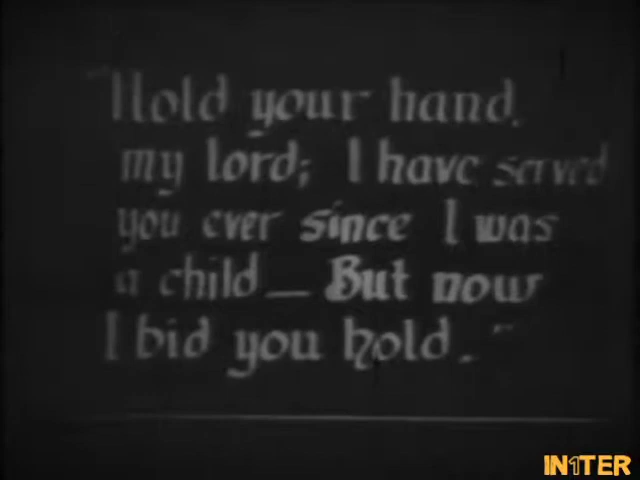 "Hold your hand,
my lord; I have served
you ever since I was
a child — But now
I bid you hold."
IN1TER